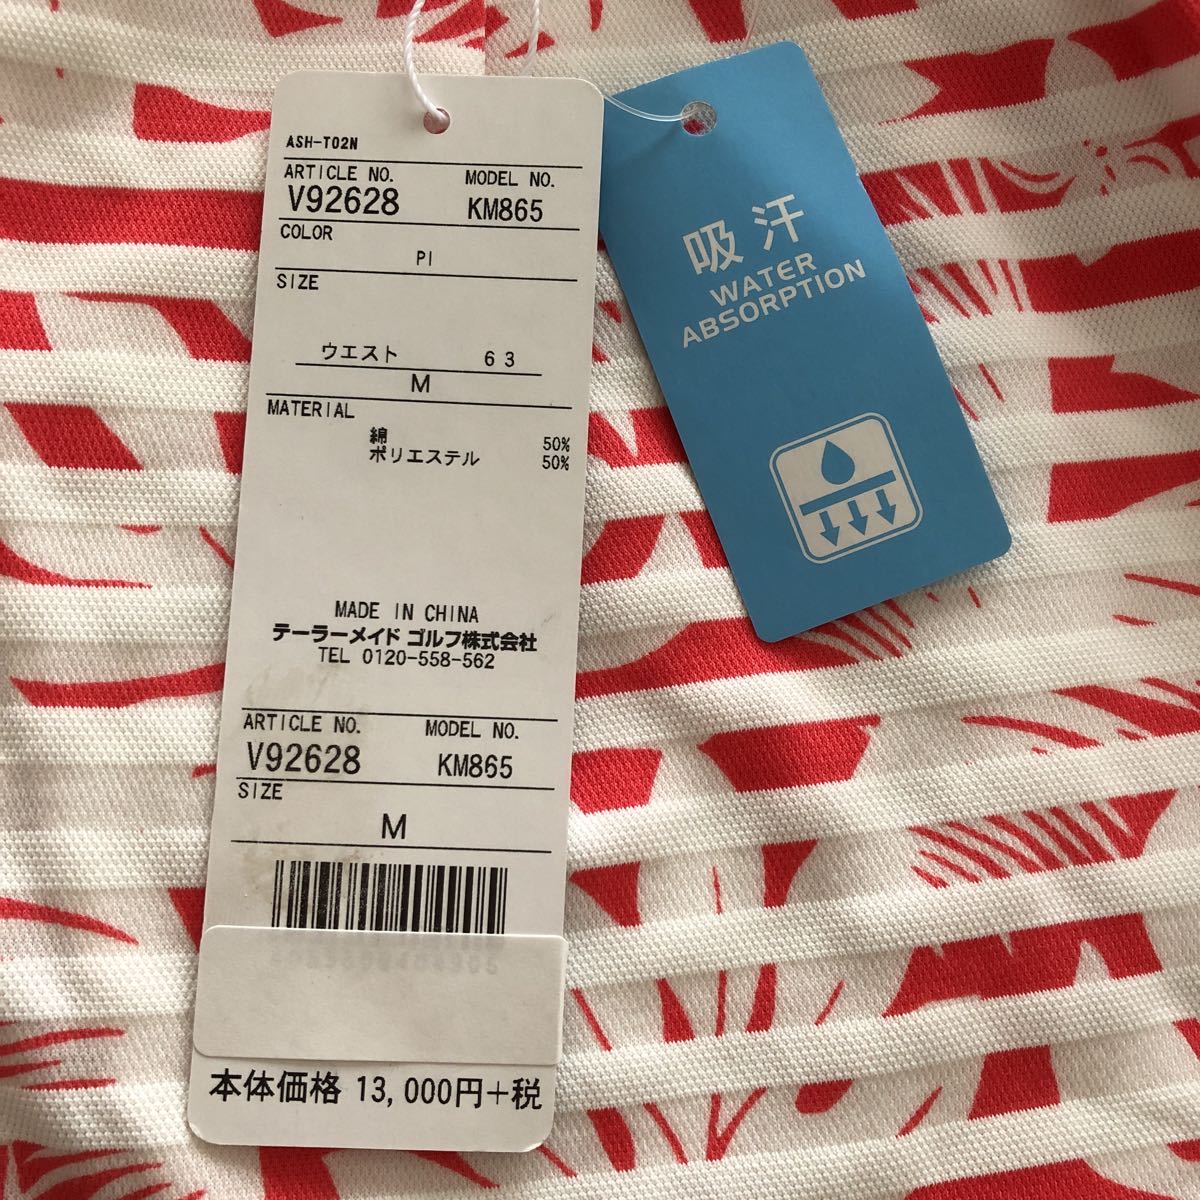 ASH-T02N
ARTICLE NO. MODEL NO.
V92628 KM865
COLOR
PI
SIZE
ウエスト 63
M
MATERIAL
綿 50%
ポリエステル 50%
MADE IN CHINA
テーラーメイド ゴルフ株式会社
TEL 0120-558-562
ARTICLE NO. MODEL NO.
V92628 KM865
SIZE
M
本体価格 13,000円+税
吸汗
WATER
ABSORPTION